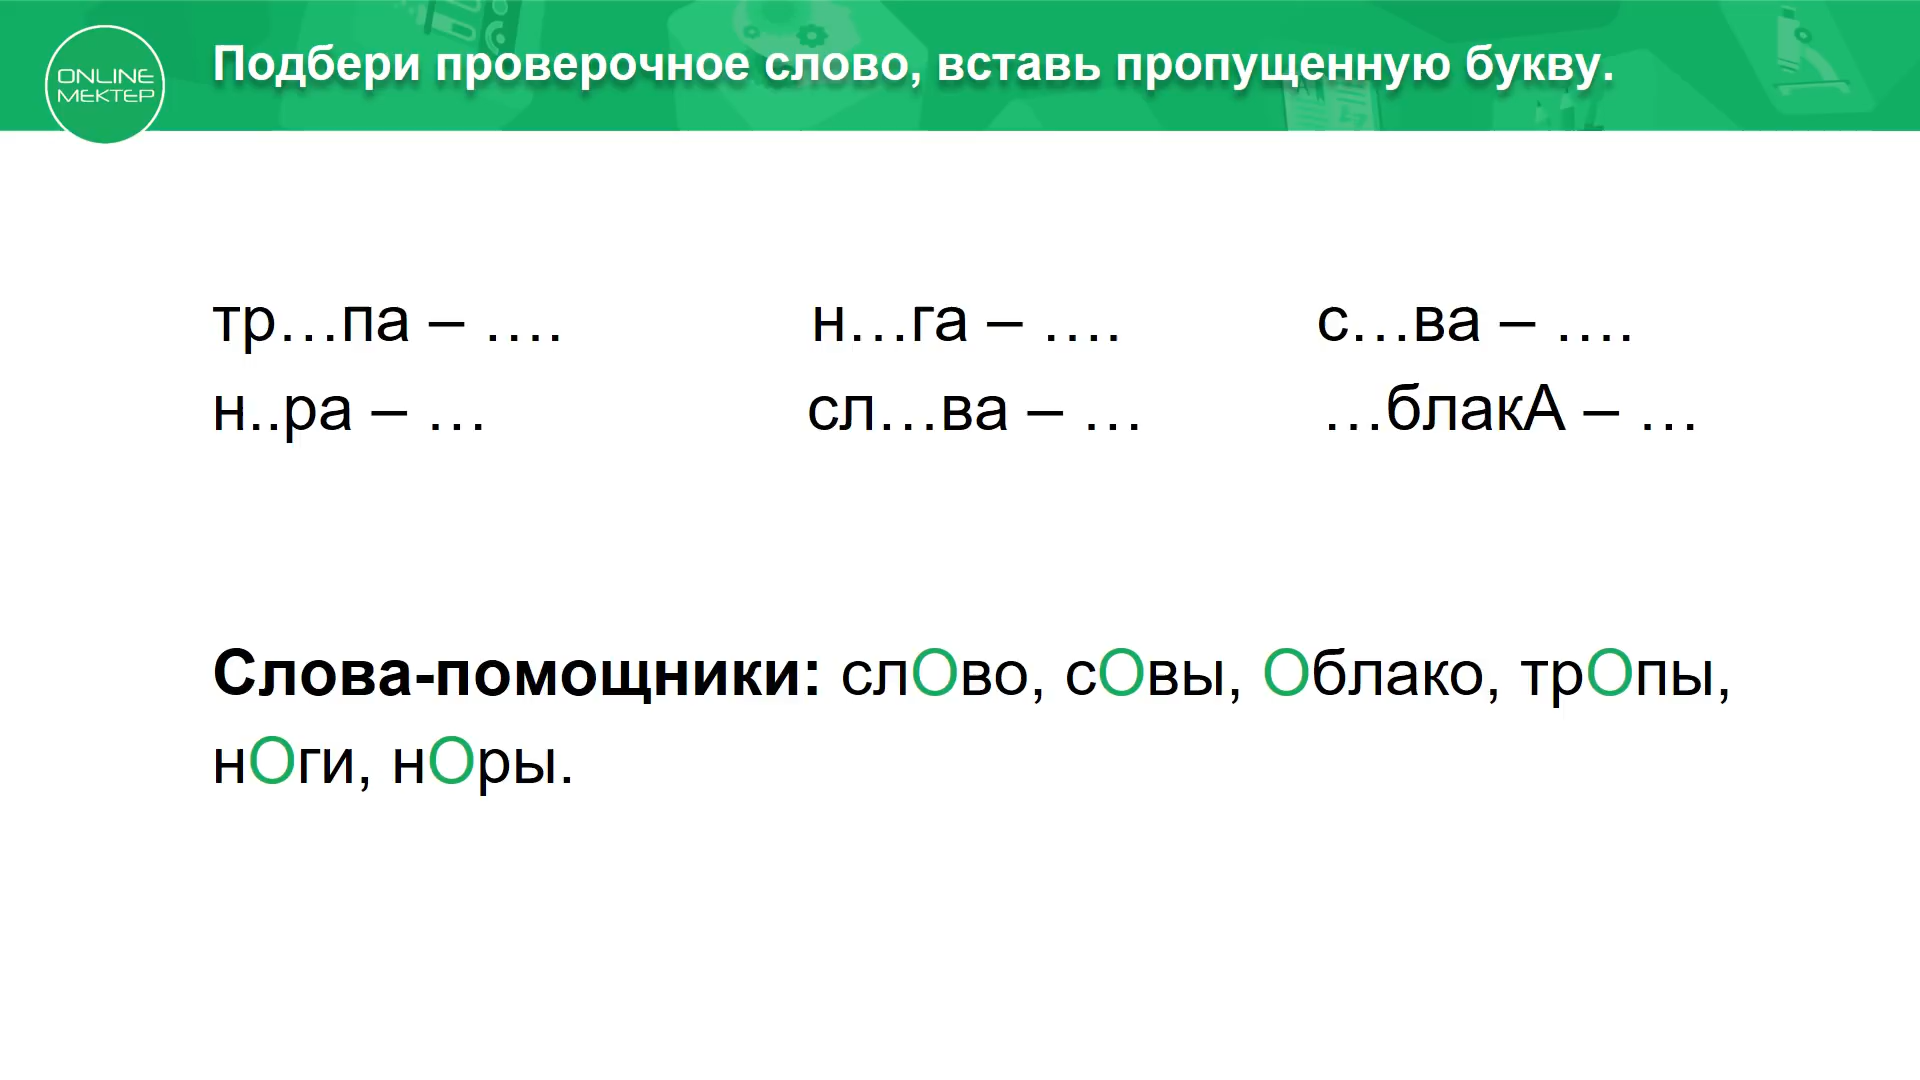 ONLINE
MEKTEP
Подбери проверочное слово, вставь пропущенную букву.
тр…па – …. н…га – …. с…ва – ….
н..ра – … сл…ва – … …блакА – …
Слова-помощники: слОво, сОвы, Облако, трОпы,
нОги, нОры.